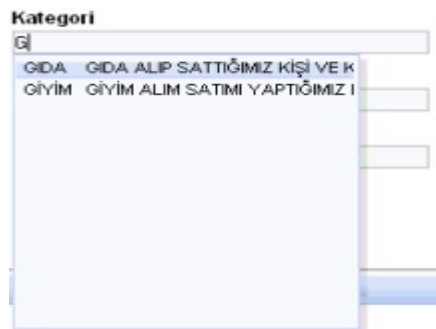 Kategori
G
GIDA GIDA ALIP SATTIĞIMIZ KİŞİ VE K
GİYİM GİYİM ALIM SATIMI YAPTIĞIMIZ